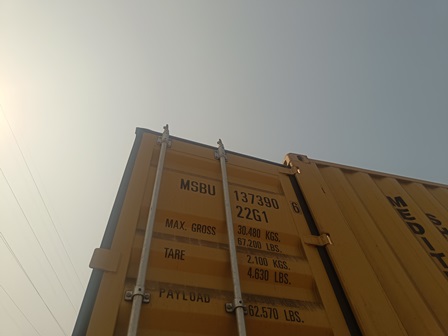 MSBU 137390 6
22G1
MAX. GROSS 30.480 KGS.
67.200 LBS.
TARE 2.100 KGS.
4.630 LBS.
PAYLOAD
62.570 LBS.
M S
MEDIT